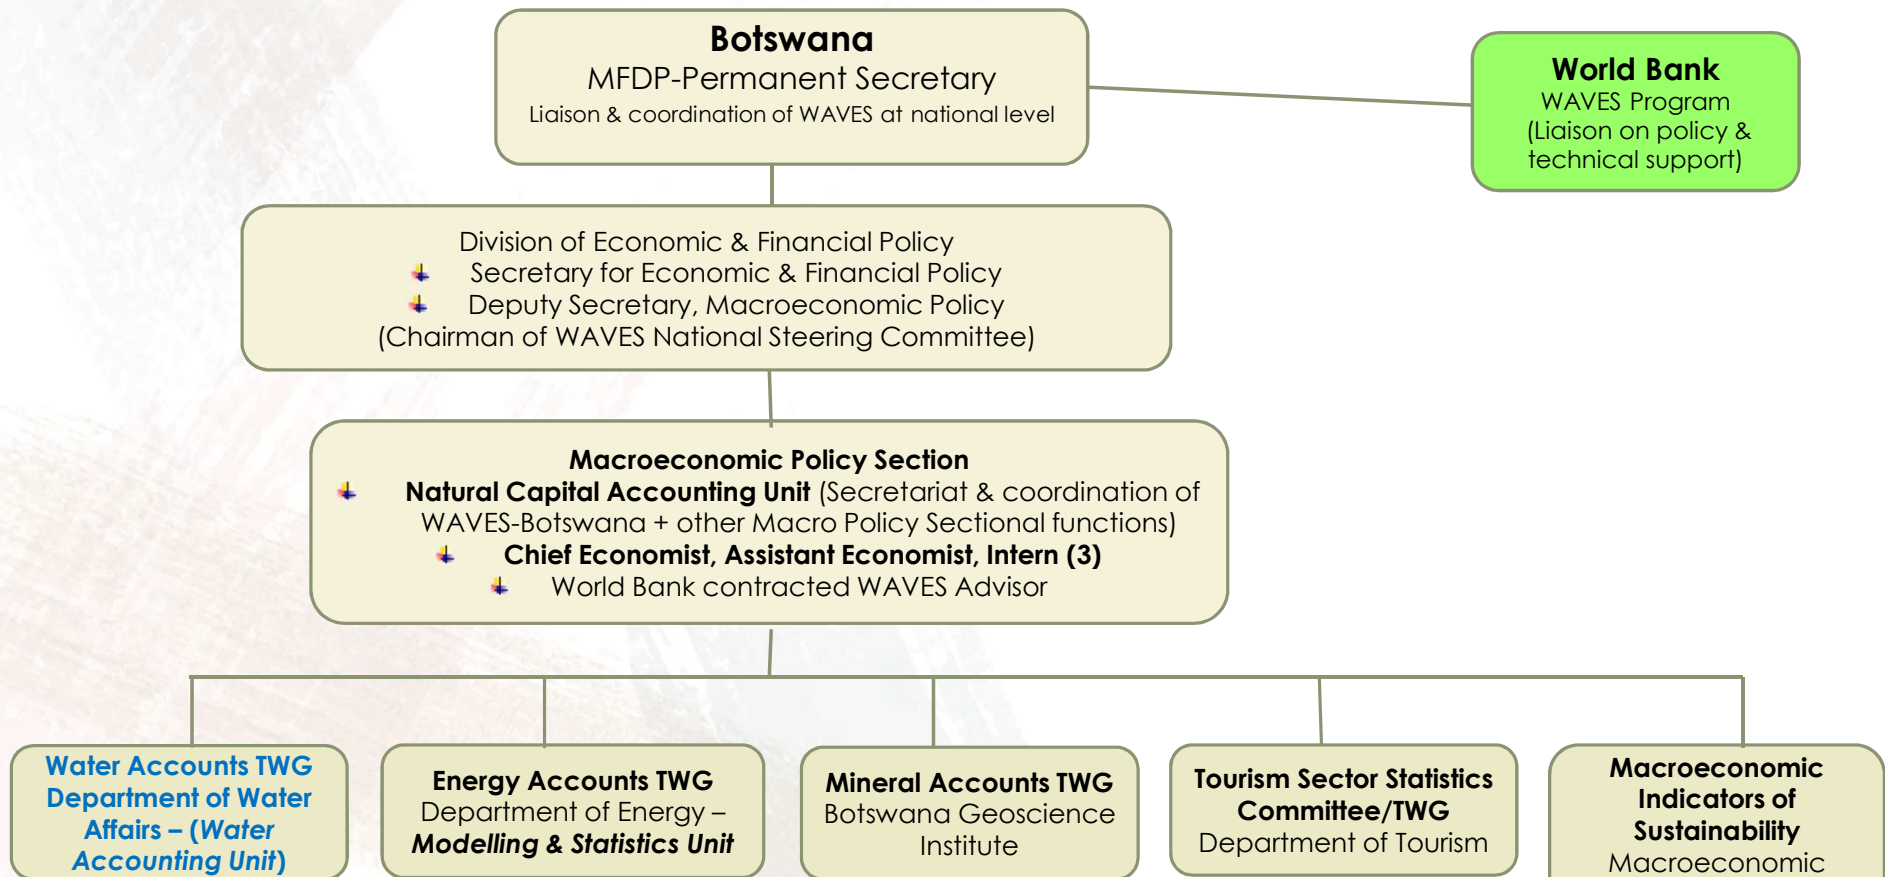 Botswana
MFDP-Permanent Secretary
Liaison & coordination of WAVES at national level
World Bank
WAVES Program
(Liaison on policy &
technical support)
Division of Economic & Financial Policy
Secretary for Economic & Financial Policy
Deputy Secretary, Macroeconomic Policy
(Chairman of WAVES National Steering Committee)
Macroeconomic Policy Section
Natural Capital Accounting Unit (Secretariat & coordination of
WAVES-Botswana + other Macro Policy Sectional functions)
Chief Economist, Assistant Economist, Intern (3)
World Bank contracted WAVES Advisor
Water Accounts TWG
Department of Water
Affairs – (Water
Accounting Unit)
Energy Accounts TWG
Department of Energy –
Modelling & Statistics Unit
Mineral Accounts TWG
Botswana Geoscience
Institute
Tourism Sector Statistics
Committee/TWG
Department of Tourism
Macroeconomic
Indicators of
Sustainability
Macroeconomic